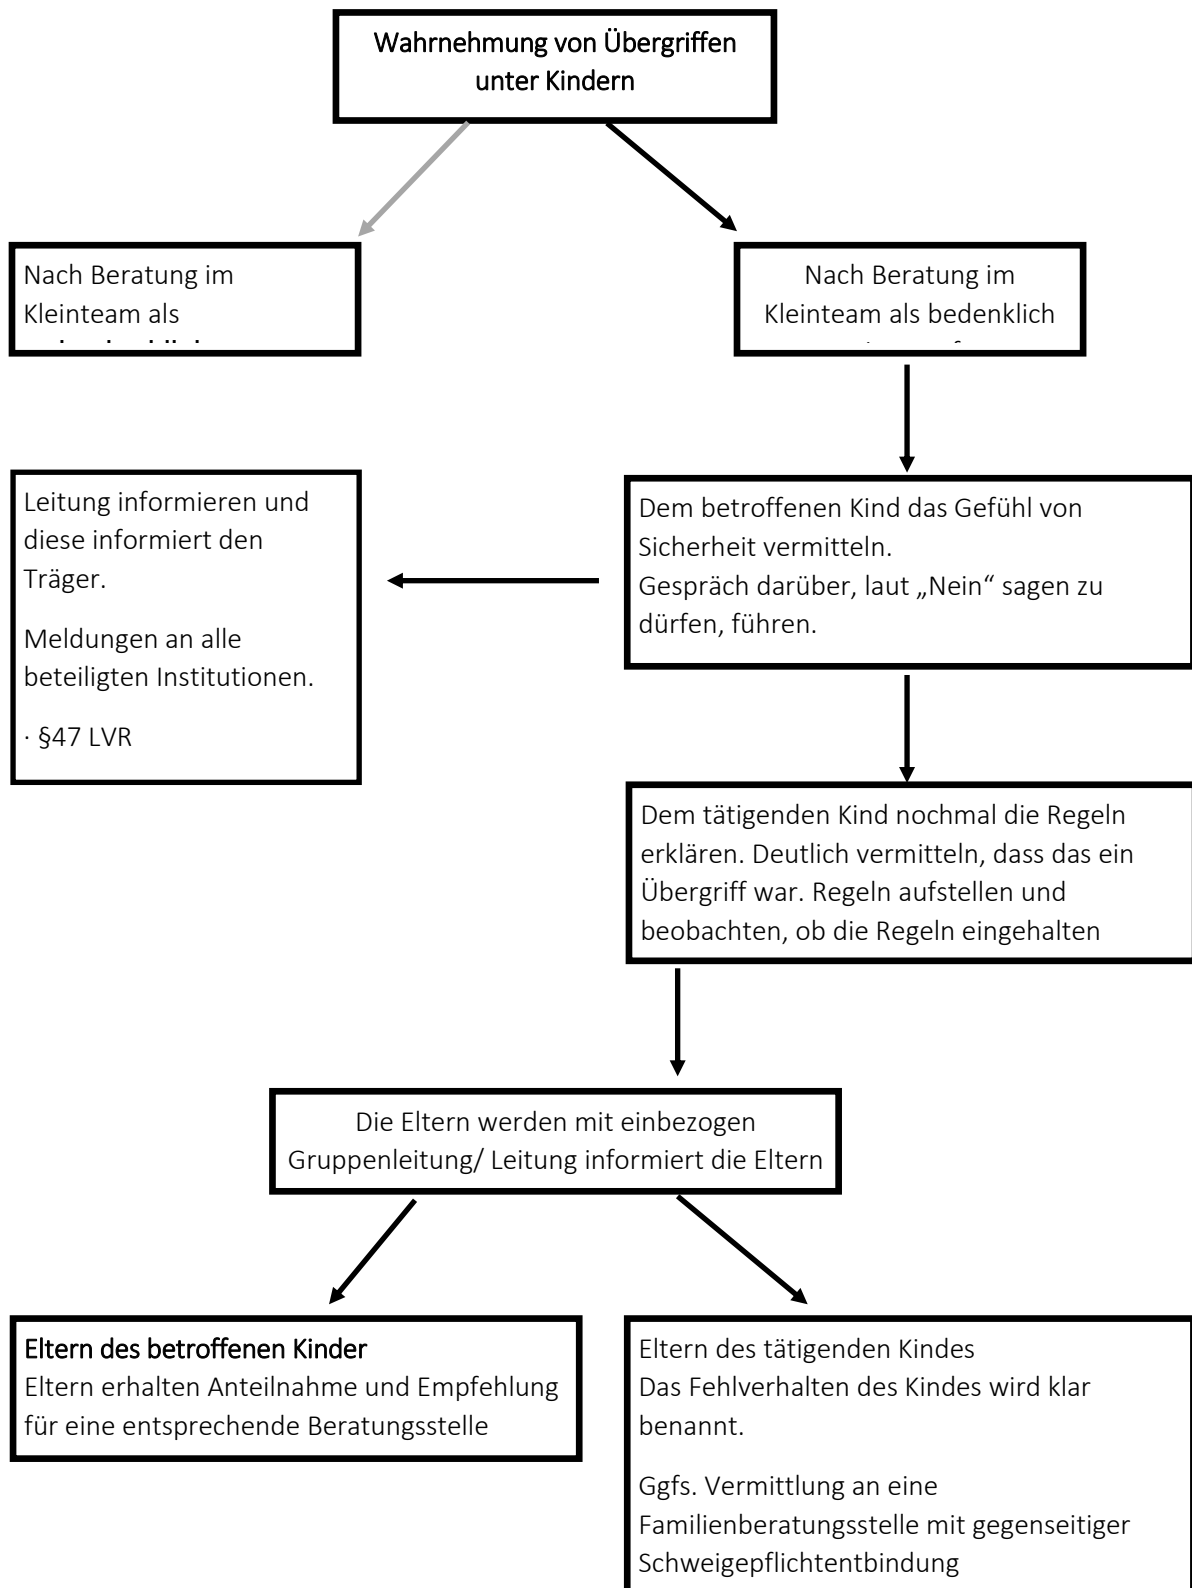 Wahrnehmung von Übergriffen
unter Kindern
Nach Beratung im
Kleinteam als
Nach Beratung im
Kleinteam als bedenklich
Leitung informieren und
diese informiert den
Träger.
Meldungen an alle
beteiligten Institutionen.
· §47 LVR
Dem betroffenen Kind das Gefühl von
Sicherheit vermitteln.
Gespräch darüber, laut „Nein“ sagen zu
dürfen, führen.
Dem tätigenden Kind nochmal die Regeln
erklären. Deutlich vermitteln, dass das ein
Übergriff war. Regeln aufstellen und
beobachten, ob die Regeln eingehalten
Die Eltern werden mit einbezogen
Gruppenleitung/ Leitung informiert die Eltern
Eltern des betroffenen Kinder
Eltern erhalten Anteilnahme und Empfehlung
für eine entsprechende Beratungsstelle
Eltern des tätigenden Kindes
Das Fehlverhalten des Kindes wird klar
benannt.
Ggfs. Vermittlung an eine
Familienberatungsstelle mit gegenseitiger
Schweigepflichtentbindung